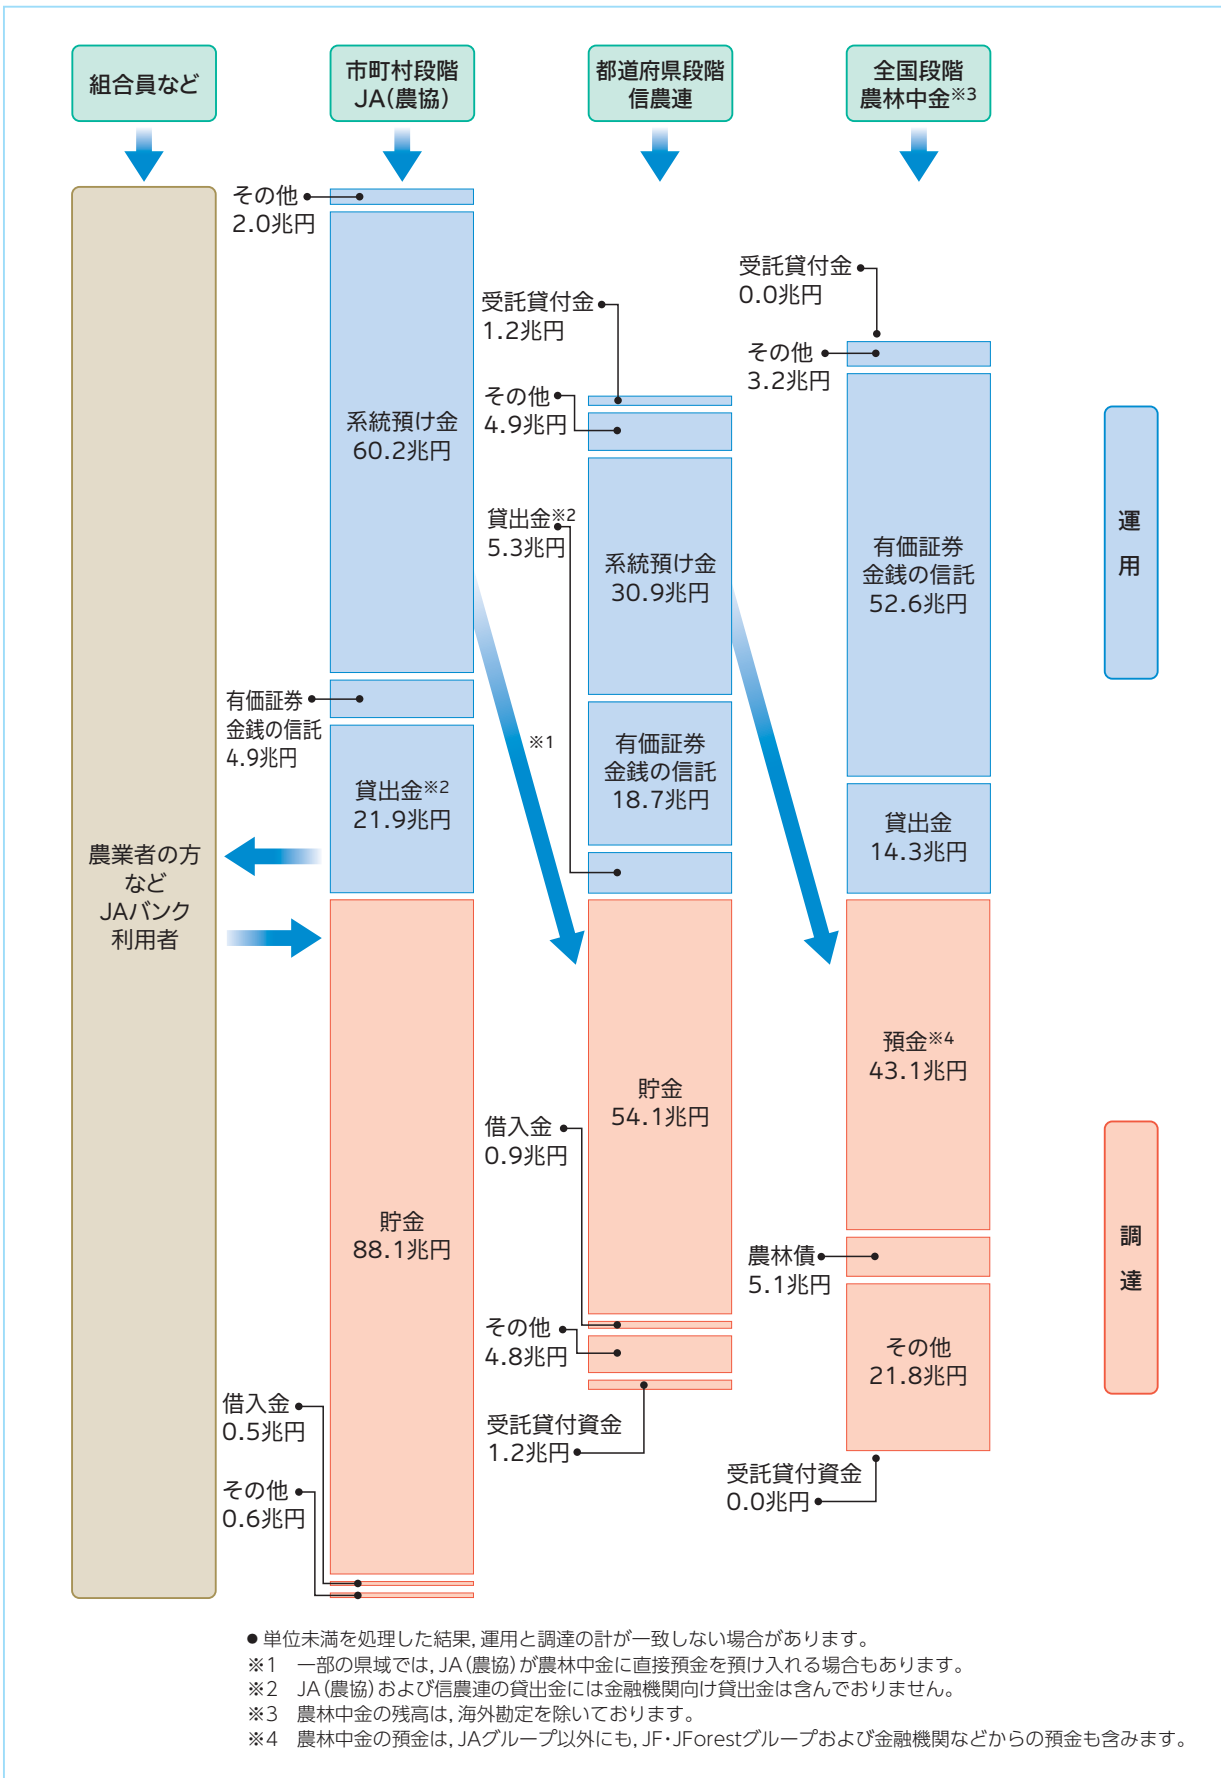 組合員など
市町村段階
JA(農協)
都道府県段階
信農連
全国段階
農林中金※3
農業者の方
など
JAバンク
利用者
その他
2.0兆円
系統預け金
60.2兆円
有価証券
金銭の信託
4.9兆円
貸出金※2
21.9兆円
貯金
88.1兆円
借入金
0.5兆円
その他
0.6兆円
※1
受託貸付金
1.2兆円
その他
4.9兆円
貸出金※2
5.3兆円
系統預け金
30.9兆円
有価証券
金銭の信託
18.7兆円
貯金
54.1兆円
借入金
0.9兆円
その他
4.8兆円
受託貸付資金
1.2兆円
受託貸付金
0.0兆円
その他
3.2兆円
有価証券
金銭の信託
52.6兆円
貸出金
14.3兆円
預金※4
43.1兆円
農林債
5.1兆円
その他
21.8兆円
受託貸付資金
0.0兆円
運用
調達
●単位未満を処理した結果,運用と調達の計が一致しない場合があります。
※1 一部の県域では,JA(農協)が農林中金に直接預金を預け入れる場合もあります。
※2 JA(農協)および信農連の貸出金には金融機関向け貸出金は含んでおりません。
※3 農林中金の残高は,海外勘定を除いております。
※4 農林中金の預金は,JAグループ以外にも,JF・JForestグループおよび金融機関などからの預金も含みます。